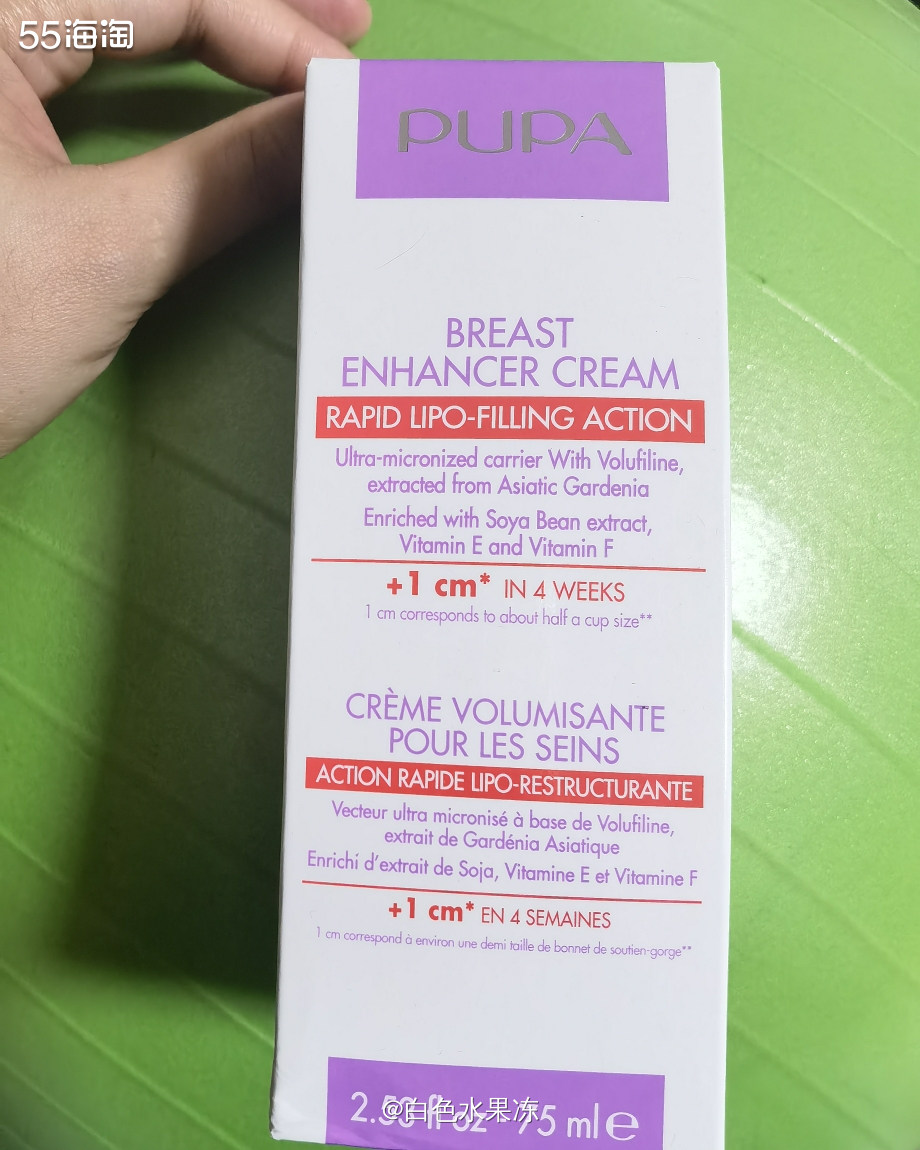 55海淘
PUPA
BREAST
ENHANCER CREAM
RAPID LIPO-FILLING ACTION
Ultra-micronized carrier With Volufiline,
extracted from Asiatic Gardenia
Enriched with Soya Bean extract,
Vitamin E and Vitamin F
+1 cm* IN 4 WEEKS
1 cm corresponds to about half a cup size**
CRÈME VOLUMISANTE
POUR LES SEINS
ACTION RAPIDE LIPO-RESTRUCTURANTE
Vecteur ultra micronisé à base de Volufiline,
extrait de Gardénia Asiatique
Enrichi d'extrait de Soja, Vitamine E et Vitamine F
+1 cm* EN 4 SEMAINES
1 cm correspond à environ une demi taille de bonnet de soutien-gorge**
2.53 fl oz 75 ml e
@白色水果冻